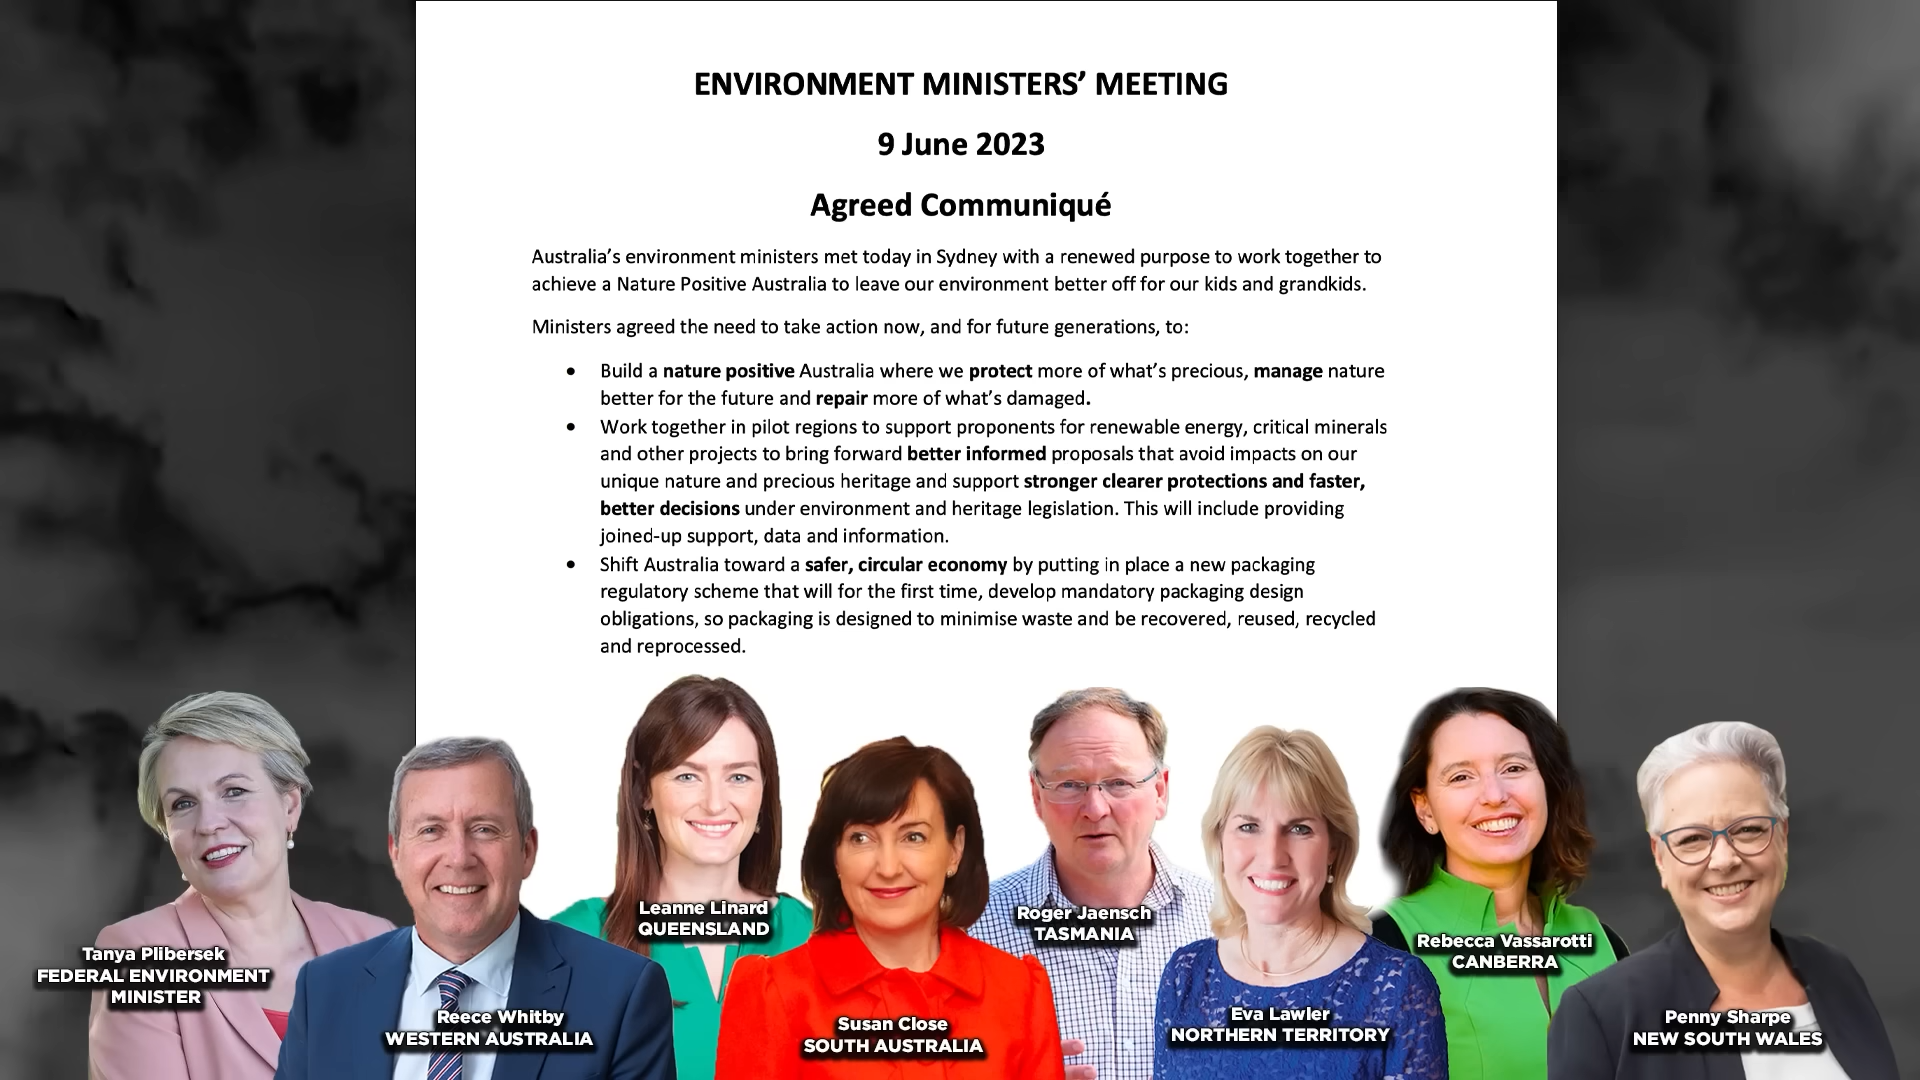 ENVIRONMENT MINISTERS’ MEETING
9 June 2023
Agreed Communiqué
Australia’s environment ministers met today in Sydney with a renewed purpose to work together to
achieve a Nature Positive Australia to leave our environment better off for our kids and grandkids.
Ministers agreed the need to take action now, and for future generations, to:
• Build a nature positive Australia where we protect more of what’s precious, manage nature
better for the future and repair more of what’s damaged.
• Work together in pilot regions to support proponents for renewable energy, critical minerals
and other projects to bring forward better informed proposals that avoid impacts on our
unique nature and precious heritage and support stronger clearer protections and faster,
better decisions under environment and heritage legislation. This will include providing
joined-up support, data and information.
• Shift Australia toward a safer, circular economy by putting in place a new packaging
regulatory scheme that will for the first time, develop mandatory packaging design
obligations, so packaging is designed to minimise waste and be recovered, reused, recycled
and reprocessed.
Tanya Plibersek
FEDERAL ENVIRONMENT
MINISTER
Reece Whitby
WESTERN AUSTRALIA
Leanne Linard
QUEENSLAND
Susan Close
SOUTH AUSTRALIA
Roger Jaensch
TASMANIA
Eva Lawler
NORTHERN TERRITORY
Rebecca Vassarotti
CANBERRA
Penny Sharpe
NEW SOUTH WALES